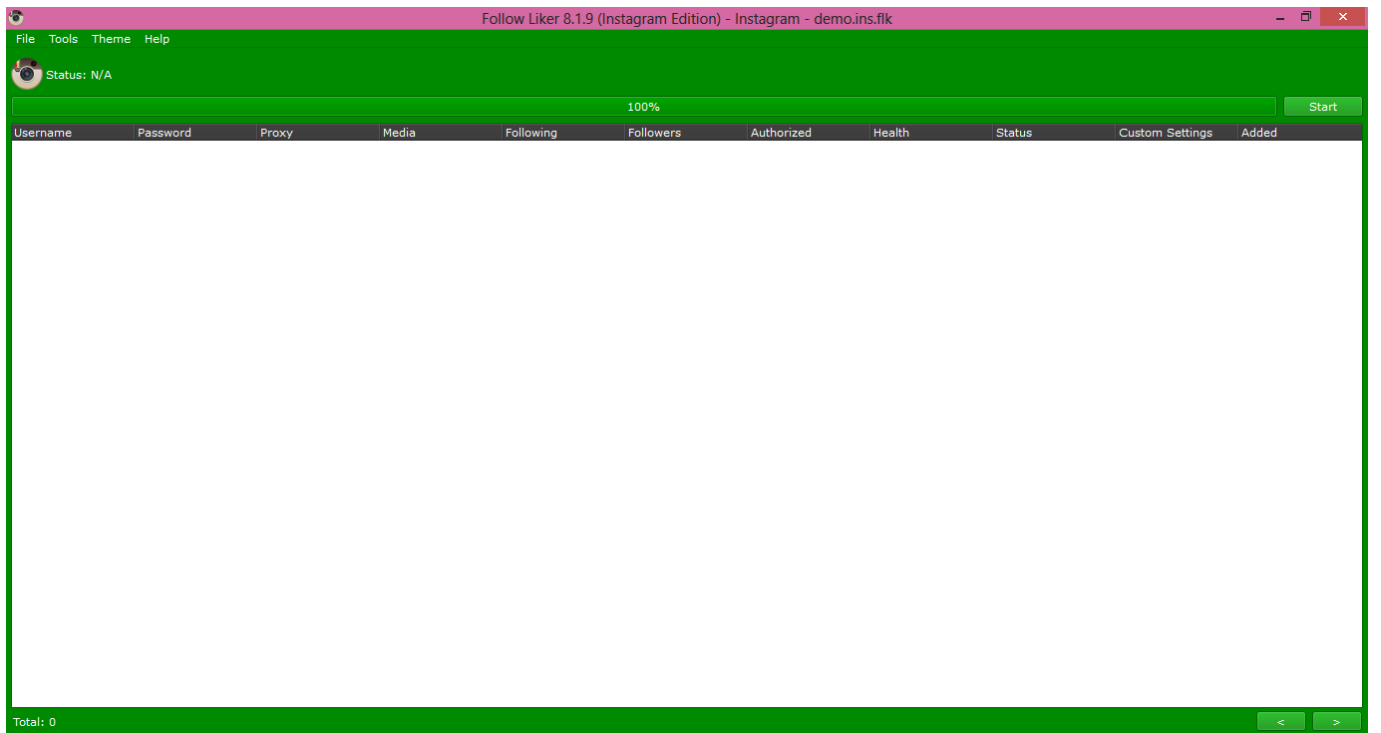 Follow Liker 8.1.9 (Instagram Edition) - Instagram - demo.ins.flk
File Tools Theme Help
Status: N/A
100% Start
Username Password Proxy Media Following Followers Authorized Health Status Custom Settings Added
Total: 0 < >